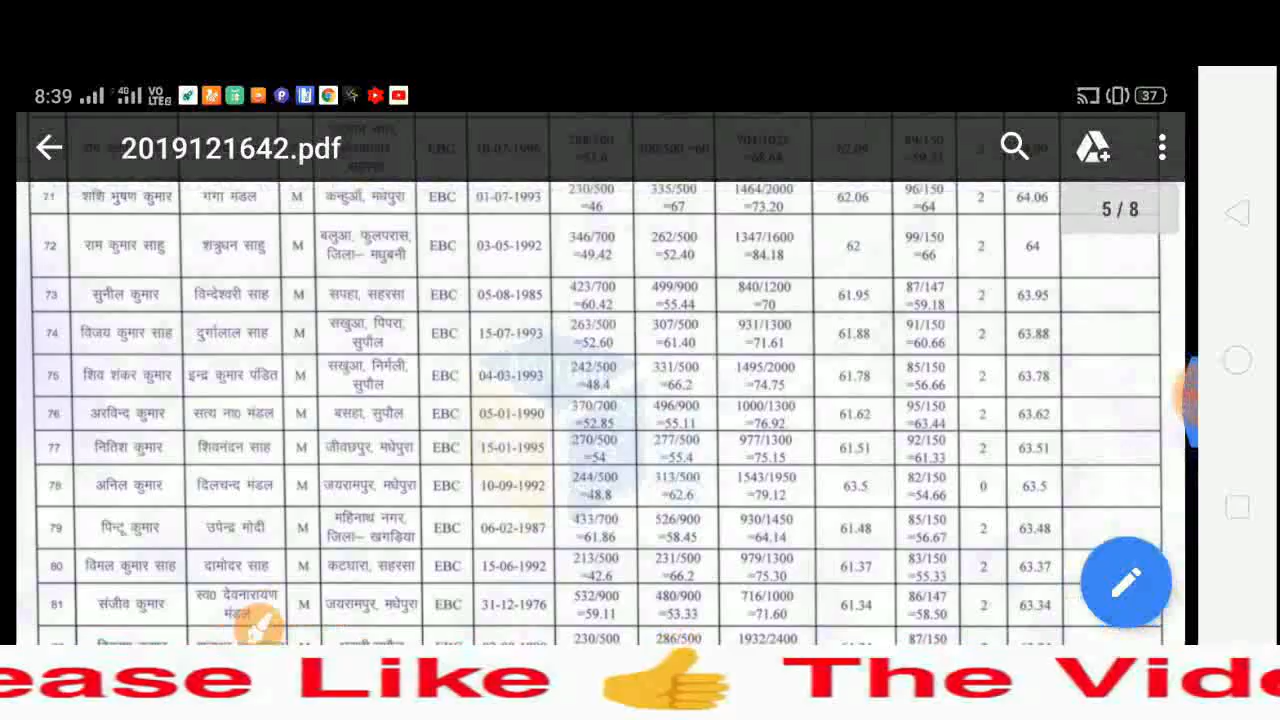 8:39 4G VO LTE 37
2019121642.pdf
5 / 8
EBC =60 =68.64 62.09 89/150 =59.33
71 शशि भुषण कुमार गंगा मंडल M कन्हुआँ, मधेपुरा EBC 01-07-1993 230/500 =46 335/500 =67 1464/2000 =73.20 62.06 96/150 =64 2 64.06
72 राम कुमार साहु शत्रुधन साहु M बलुआ, फुलपरास, जिला– मधुबनी EBC 03-05-1992 346/700 =49.42 262/500 =52.40 1347/1600 =84.18 62 99/150 =66 2 64
73 सुनील कुमार विन्देश्वरी साह M सपहा, सहरसा EBC 05-08-1985 423/700 =60.42 499/900 =55.44 840/1200 =70 61.95 87/147 =59.18 2 63.95
74 विजय कुमार साह दुर्गालाल साह M सखुआ, पिपरा, सुपौल EBC 15-07-1993 263/500 =52.60 307/500 =61.40 931/1300 =71.61 61.88 91/150 =60.66 2 63.88
75 शिव शंकर कुमार इन्द्र कुमार पंडित M सखुआ, निर्मली, सुपौल EBC 04-03-1993 242/500 =48.4 331/500 =66.2 1495/2000 =74.75 61.78 85/150 =56.66 2 63.78
76 अरविन्द कुमार सत्य ना० मंडल M बसहा, सुपौल EBC 05-01-1990 370/700 =52.85 496/900 =55.11 1000/1300 =76.92 61.62 95/150 =63.44 2 63.62
77 नितिश कुमार शिवनंदन साह M जीवछपुर, मधेपुरा EBC 15-01-1995 270/500 =54 277/500 =55.4 977/1300 =75.15 61.51 92/150 =61.33 2 63.51
78 अनिल कुमार दिलचन्द मंडल M जयरामपुर, मधेपुरा EBC 10-09-1992 244/500 =48.8 313/500 =62.6 1543/1950 =79.12 63.5 82/150 =54.66 0 63.5
79 पिन्टू कुमार उपेन्द्र मोदी M महिनाथ नगर, जिला– खगड़िया EBC 06-02-1987 433/700 =61.86 526/900 =58.45 930/1450 =64.14 61.48 85/150 =56.67 2 63.48
80 विमल कुमार साह दामोदर साह M कटघारा, सहरसा EBC 15-06-1992 213/500 =42.6 231/500 =66.2 979/1300 =75.30 61.37 83/150 =55.33 2 63.37
81 संजीव कुमार स्व० देवनारायण मंडल M जयरामपुर, मधेपुरा EBC 31-12-1976 532/900 =59.11 480/900 =53.33 716/1000 =71.60 61.34 86/147 =58.50 2 63.34
230/500 286/500 1932/2400 87/150
ease Like 👍 The Vide